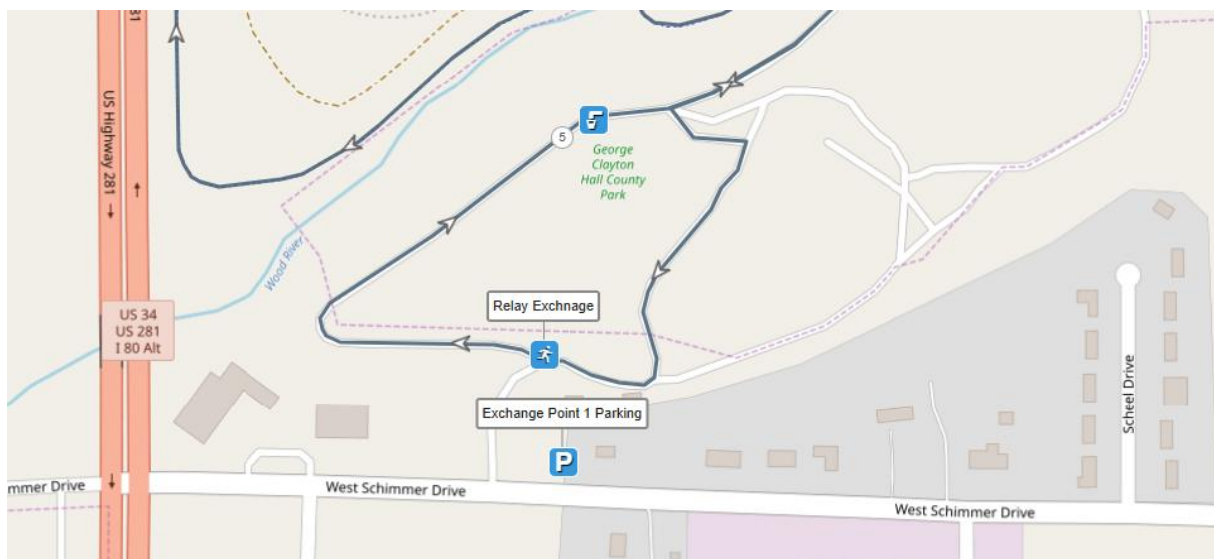 81
US Highway 281
5
George
Clayton
Hall County
Park
Wood River
Relay Exchnage
US 34
US 281
I 80 Alt
Exchange Point 1 Parking
P
Scheel Drive
mmer Drive
West Schimmer Drive
West Schimmer Drive